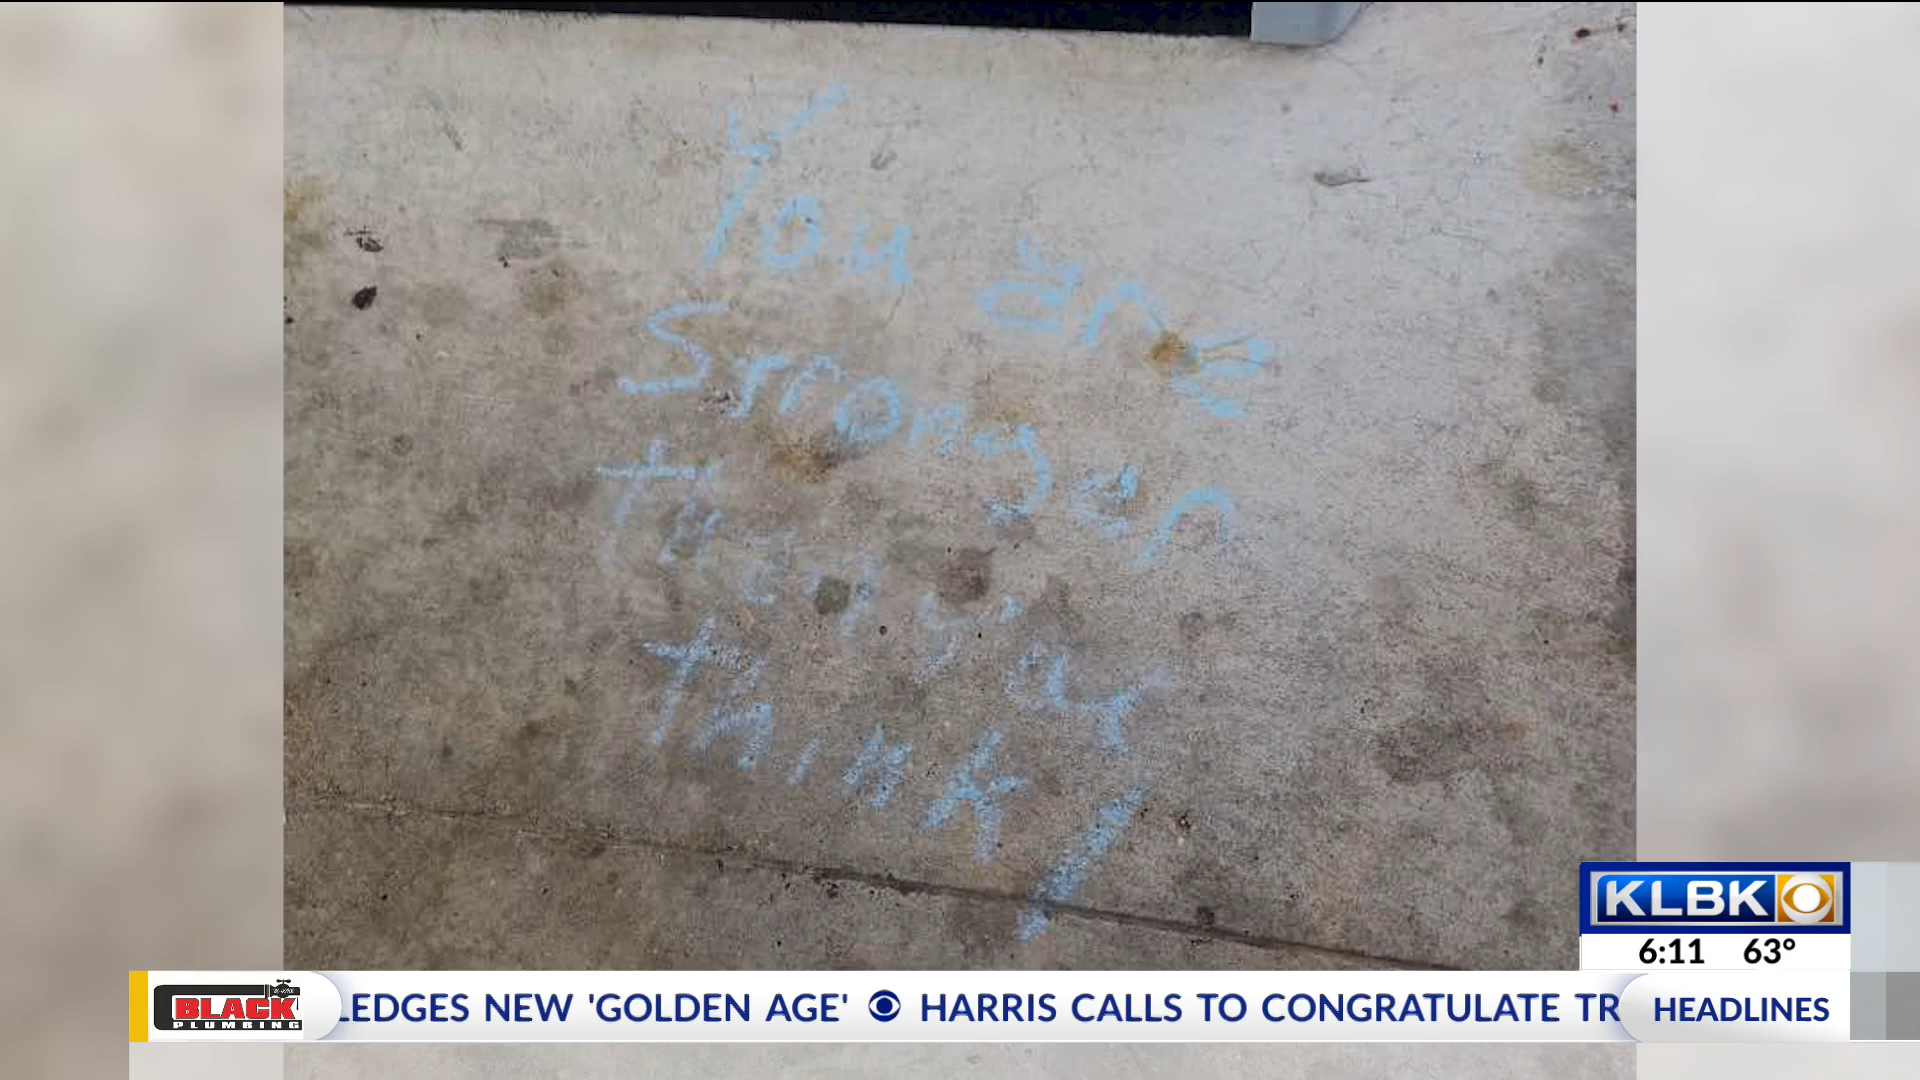 You are
Stronger
than you
think!
KLBK
6:11 63°
BLACK
PLUMBING
LEDGES NEW 'GOLDEN AGE' HARRIS CALLS TO CONGRATULATE TR
HEADLINES